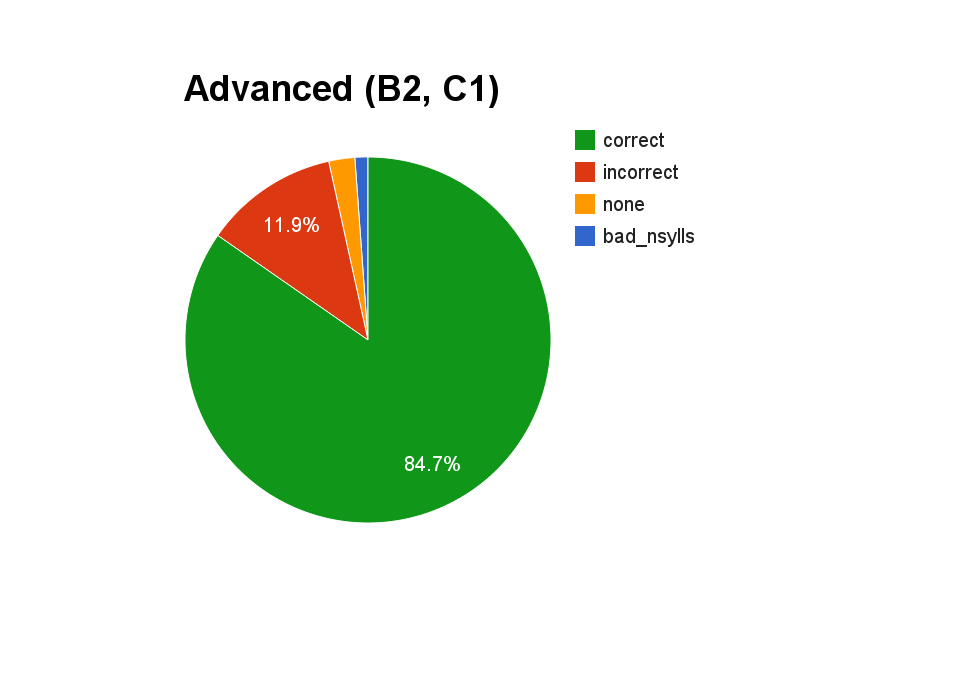 Advanced (B2, C1)
correct
incorrect
none
bad_nsylls
11.9%
84.7%